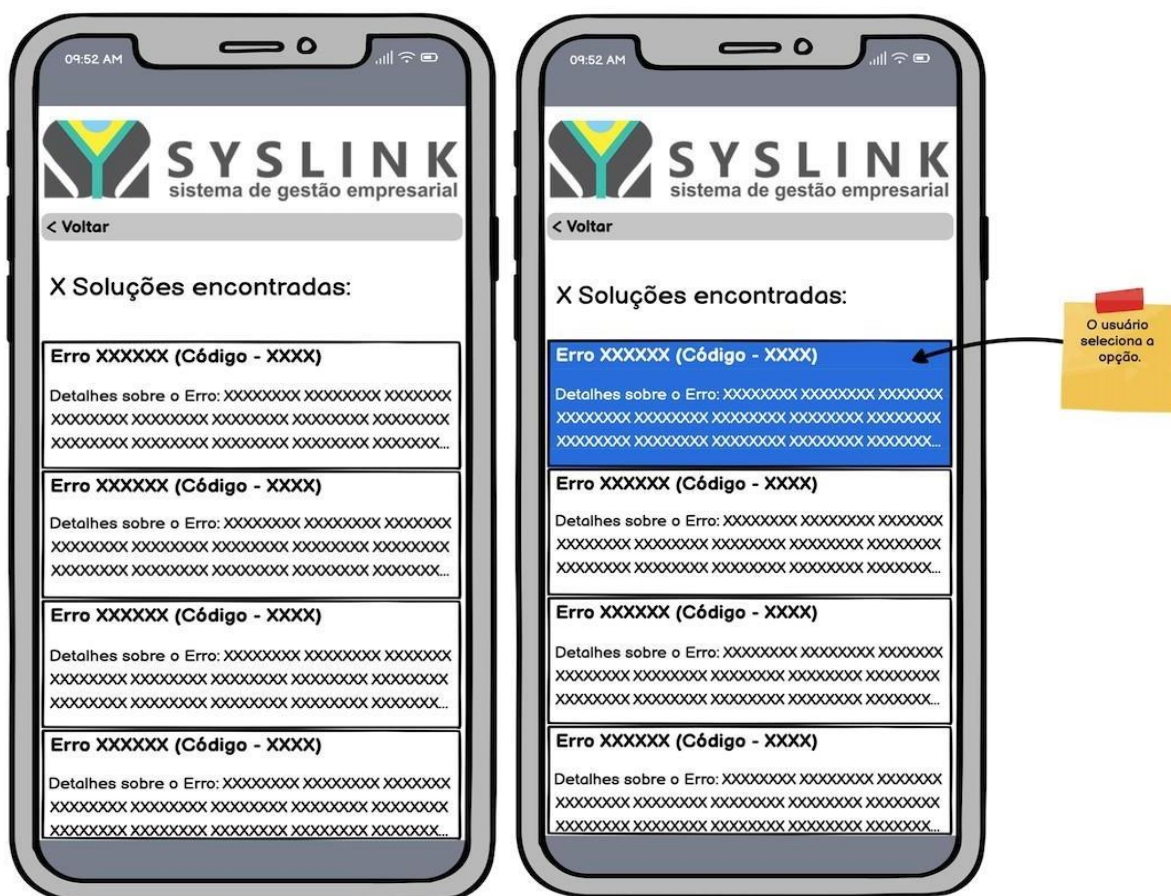 09:52 AM
SYSLINK
sistema de gestão empresarial
< Voltar
X Soluções encontradas:
Erro XXXXXX (Código - XXXX)
Detalhes sobre o Erro: XXXXXXXX XXXXXXXX XXXXXXX
XXXXXXXX XXXXXXXX XXXXXXXX XXXXXXXX XXXXXXXX
XXXXXXXX XXXXXXXX XXXXXXXX XXXXXXXX XXXXXXX...
Erro XXXXXX (Código - XXXX)
Detalhes sobre o Erro: XXXXXXXX XXXXXXXX XXXXXXX
XXXXXXXX XXXXXXXX XXXXXXXX XXXXXXXX XXXXXXXX
XXXXXXXX XXXXXXXX XXXXXXXX XXXXXXXX XXXXXXX...
Erro XXXXXX (Código - XXXX)
Detalhes sobre o Erro: XXXXXXXX XXXXXXXX XXXXXXX
XXXXXXXX XXXXXXXX XXXXXXXX XXXXXXXX XXXXXXXX
XXXXXXXX XXXXXXXX XXXXXXXX XXXXXXXX XXXXXXX...
Erro XXXXXX (Código - XXXX)
Detalhes sobre o Erro: XXXXXXXX XXXXXXXX XXXXXXX
XXXXXXXX XXXXXXXX XXXXXXXX XXXXXXXX XXXXXXXX
XXXXXXXX XXXXXXXX XXXXXXXX XXXXXXXX XXXXXXX...
09:52 AM
SYSLINK
sistema de gestão empresarial
< Voltar
X Soluções encontradas:
Erro XXXXXX (Código - XXXX)
Detalhes sobre o Erro: XXXXXXXX XXXXXXXX XXXXXXX
XXXXXXXX XXXXXXXX XXXXXXXX XXXXXXXX XXXXXXXX
XXXXXXXX XXXXXXXX XXXXXXXX XXXXXXXX XXXXXXX...
Erro XXXXXX (Código - XXXX)
Detalhes sobre o Erro: XXXXXXXX XXXXXXXX XXXXXXX
XXXXXXXX XXXXXXXX XXXXXXXX XXXXXXXX XXXXXXXX
XXXXXXXX XXXXXXXX XXXXXXXX XXXXXXXX XXXXXXX...
Erro XXXXXX (Código - XXXX)
Detalhes sobre o Erro: XXXXXXXX XXXXXXXX XXXXXXX
XXXXXXXX XXXXXXXX XXXXXXXX XXXXXXXX XXXXXXXX
XXXXXXXX XXXXXXXX XXXXXXXX XXXXXXXX XXXXXXX...
Erro XXXXXX (Código - XXXX)
Detalhes sobre o Erro: XXXXXXXX XXXXXXXX XXXXXXX
XXXXXXXX XXXXXXXX XXXXXXXX XXXXXXXX XXXXXXXX
XXXXXXXX XXXXXXXX XXXXXXXX XXXXXXXX XXXXXXX...
O usuário
seleciona a
opção.